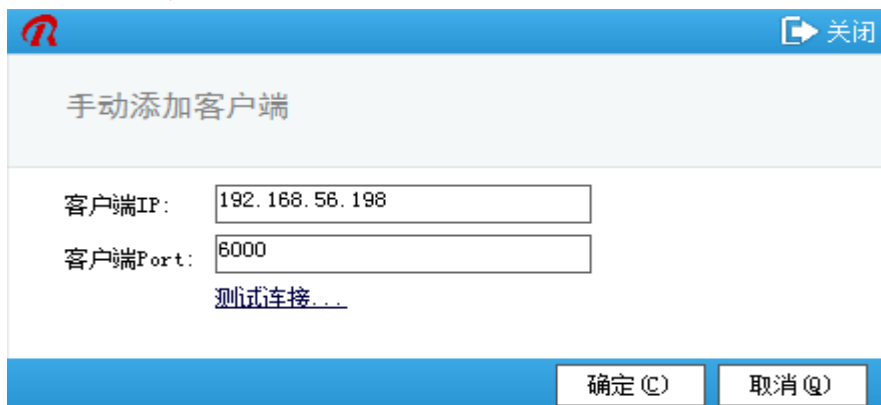 关闭
手动添加客户端
客户端IP: 192.168.56.198
客户端Port: 6000
测试连接...
确定(C) 取消(Q)